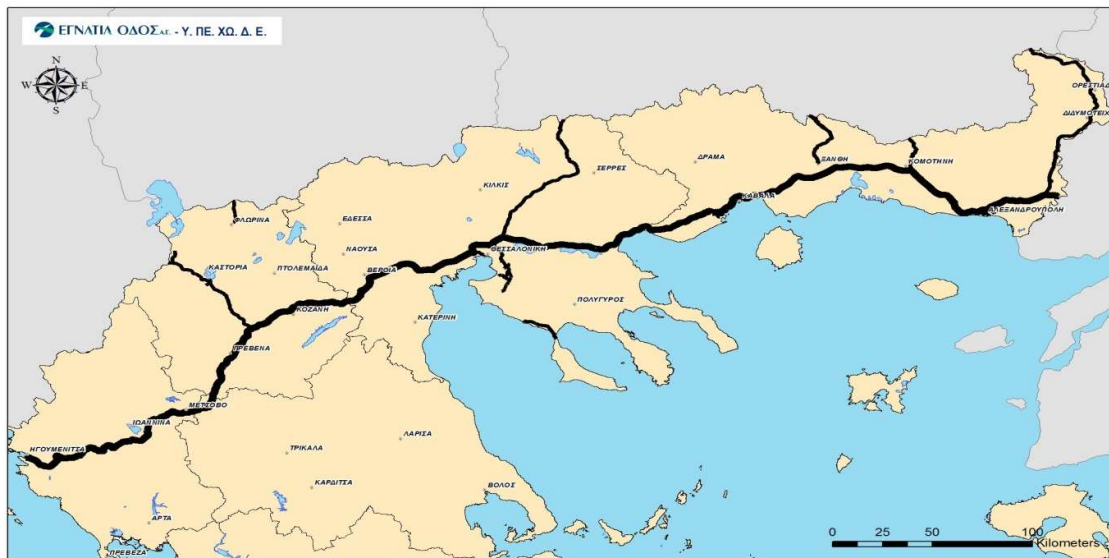 ΕΓΝΑΤΙΑ ΟΔΟΣ Α.Ε. - Υ. ΠΕ. ΧΩ. Δ. Ε.
N
W E
S
ΟΡΕΣΤΙΑΔ
ΔΙΔΥΜΟΤΕΙΧ
ΞΑΝΘΗ
ΚΟΜΟΤΗΝΗ
ΔΡΑΜΑ
ΣΕΡΡΕΣ
ΚΙΛΚΙΣ
ΚΑΒΑΛΑ
ΑΛΕΞΑΝΔΡΟΥΠΟΛΗ
ΦΛΩΡΙΝΑ
ΕΔΕΣΣΑ
ΘΕΣΣΑΛΟΝΙΚΗ
ΝΑΟΥΣΑ
ΚΑΣΤΟΡΙΑ
ΠΤΟΛΕΜΑΪΔΑ
ΒΕΡΟΙΑ
ΠΟΛΥΓΥΡΟΣ
ΚΟΖΑΝΗ
ΚΑΤΕΡΙΝΗ
ΓΡΕΒΕΝΑ
ΜΕΤΣΟΒΟ
ΙΩΑΝΝΙΝΑ
ΗΓΟΥΜΕΝΙΤΣΑ
ΛΑΡΙΣΑ
ΤΡΙΚΑΛΑ
ΚΑΡΔΙΤΣΑ
ΒΟΛΟΣ
ΑΡΤΑ
ΠΡΕΒΕΖΑ
0 25 50 100
Kilometers